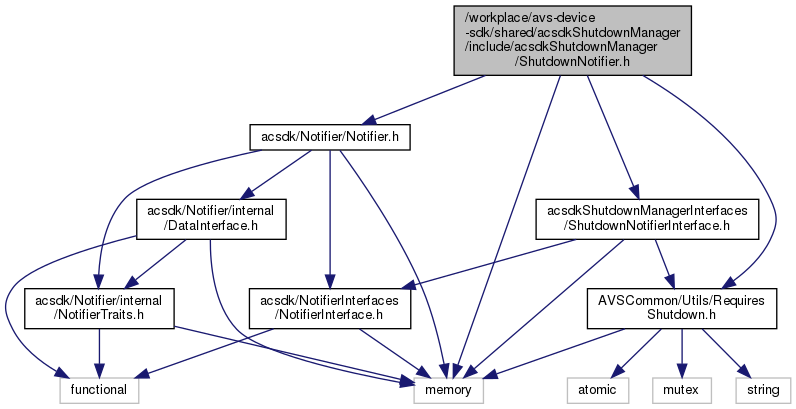 /workplace/avs-device
-sdk/shared/acsdkShutdownManager
/include/acsdkShutdownManager
/ShutdownNotifier.h
acsdk/Notifier/Notifier.h
acsdk/Notifier/internal
/DataInterface.h
acsdkShutdownManagerInterfaces
/ShutdownNotifierInterface.h
acsdk/Notifier/internal
/NotifierTraits.h
acsdk/NotifierInterfaces
/NotifierInterface.h
AVSCommon/Utils/Requires
Shutdown.h
functional
memory
atomic
mutex
string